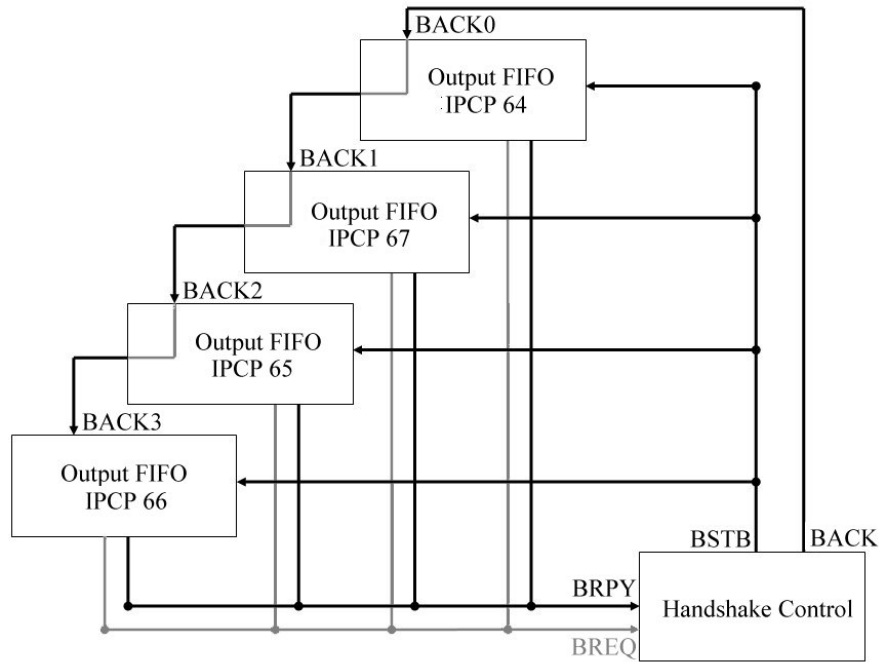 BACK0
Output FIFO
IPCP 64
BACK1
Output FIFO
IPCP 67
BACK2
Output FIFO
IPCP 65
BACK3
Output FIFO
IPCP 66
BSTB
BACK
BRPY
Handshake Control
BREQ